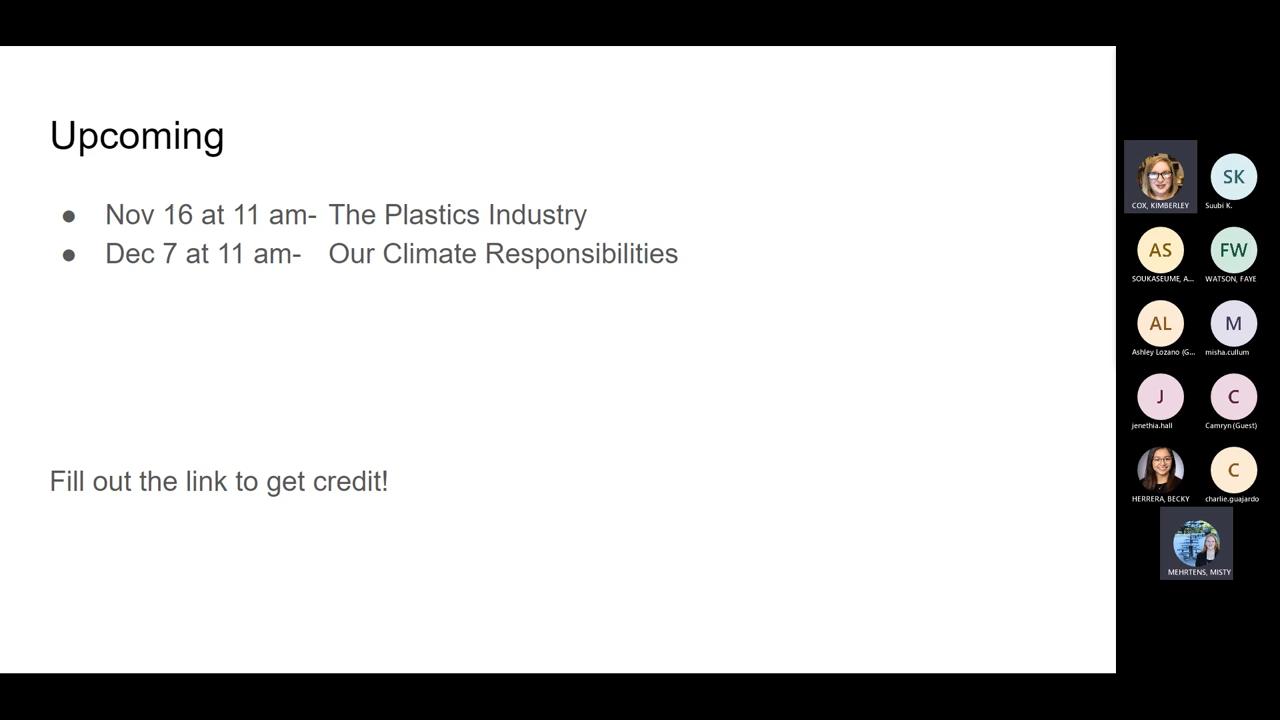 Upcoming
● Nov 16 at 11 am- The Plastics Industry
● Dec 7 at 11 am- Our Climate Responsibilities
Fill out the link to get credit!
COX, KIMBERLEY
SK
Suubi K.
AS
SOUKASEUME, A...
FW
WATSON, FAYE
AL
Ashley Lozano (G...
M
misha.cullum
J
jenethia.hall
C
Camryn (Guest)
HERRERA, BECKY
C
charlie.guajardo
MEHRTENS, MISTY